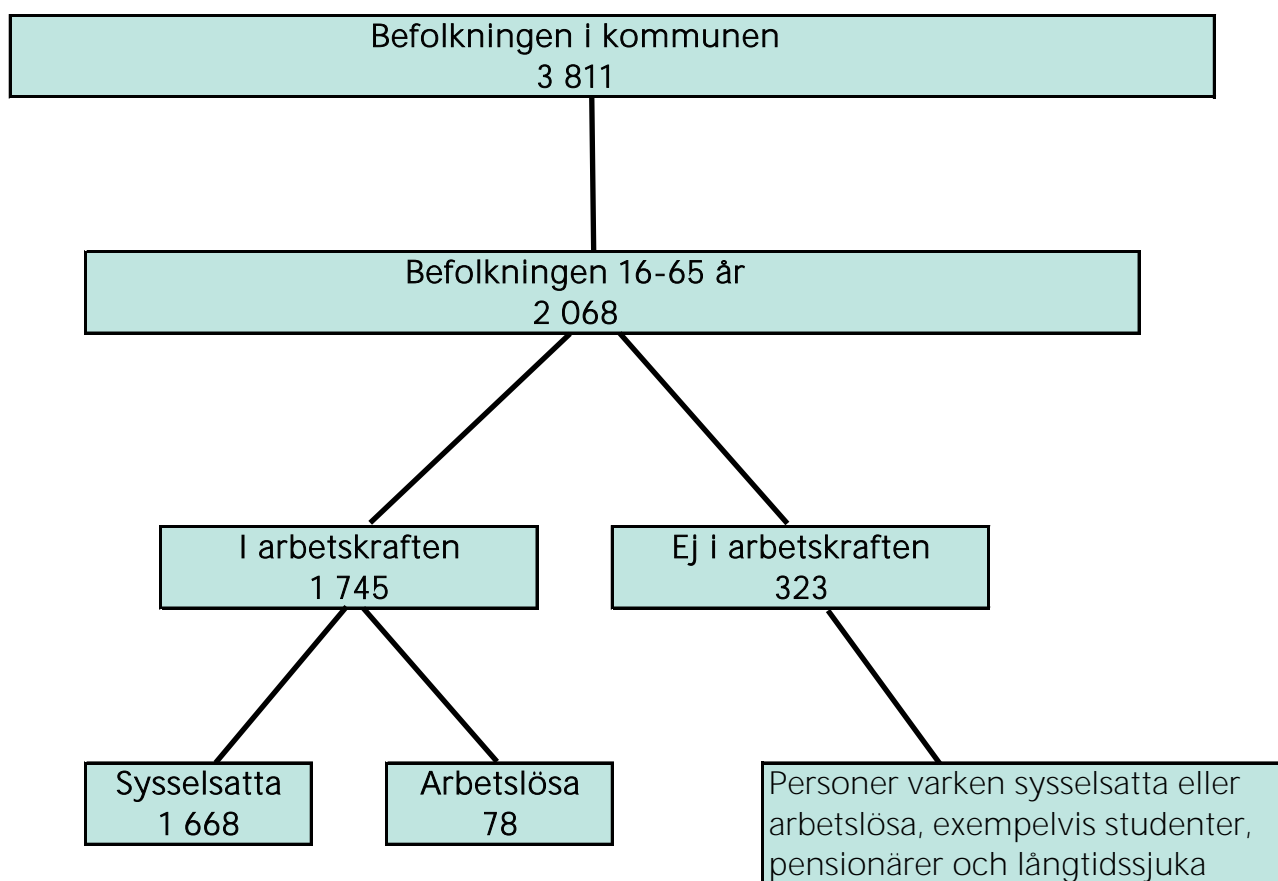 Befolkningen i kommunen
3 811
Befolkningen 16-65 år
2 068
I arbetskraften
1 745
Ej i arbetskraften
323
Sysselsatta
1 668
Arbetslösa
78
Personer varken sysselsatta eller
arbetslösa, exempelvis studenter,
pensionärer och långtidssjuka